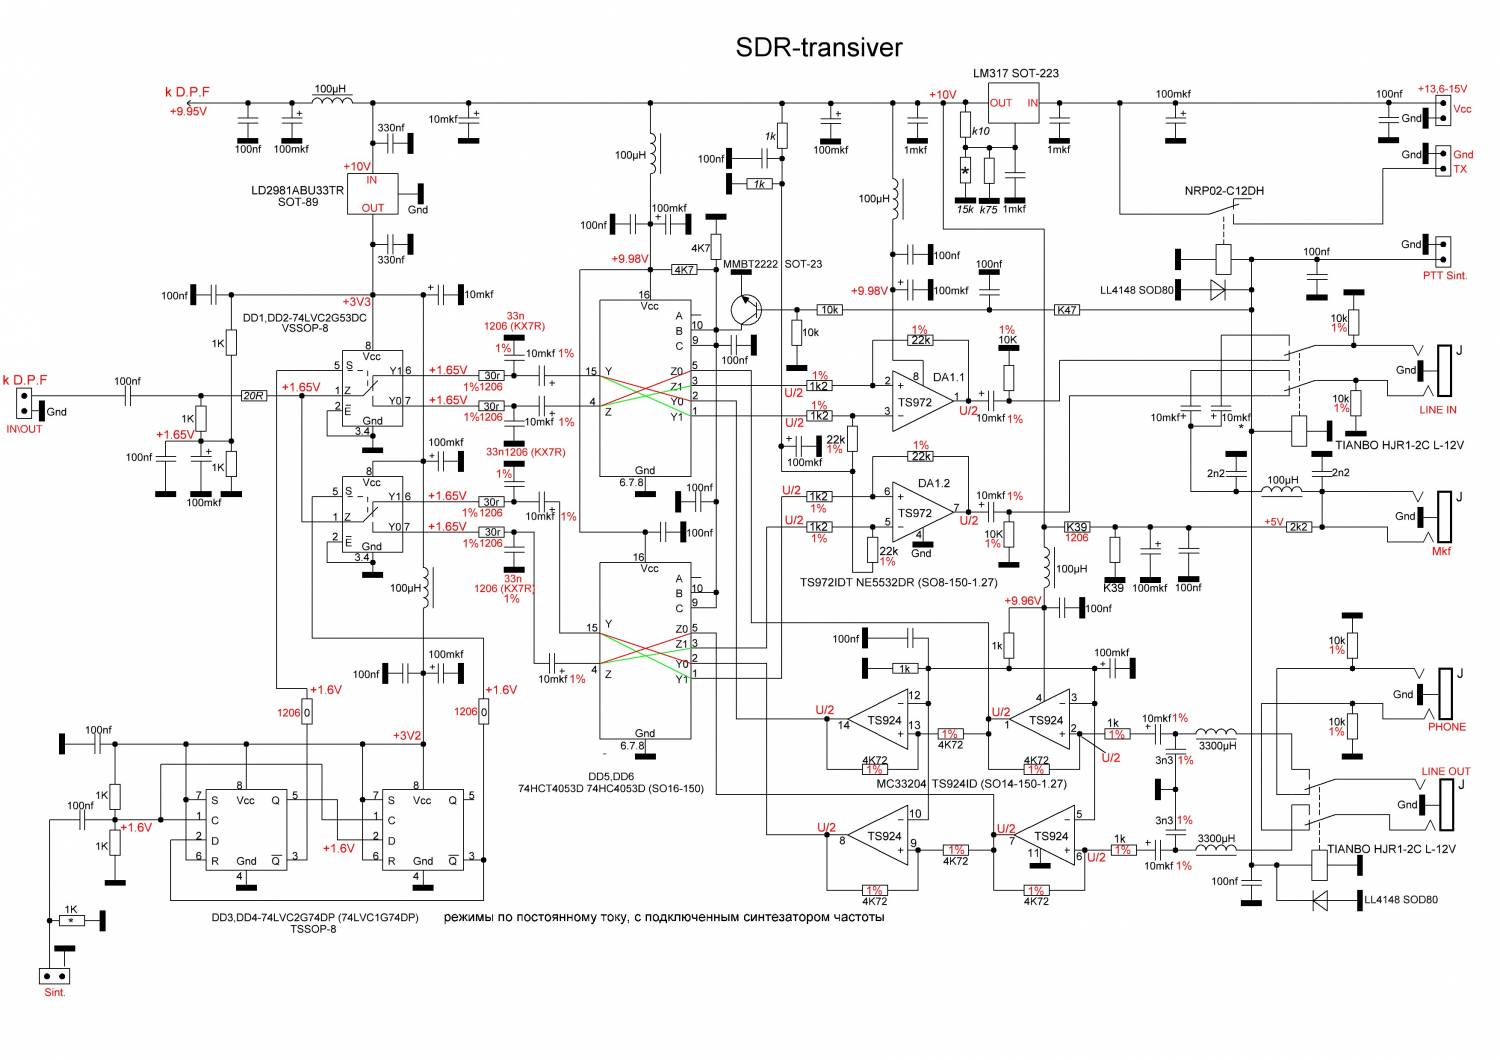 SDR-transiver
LM317 SOT-223
k D.P.F
+9.95V
100µH
+10V
OUT
IN
100mkf
100nf
+13,6-15V
Vcc
Gnd
100nf
100mkf
330nf
10mkf
1k
100mkf
1mkf
k10
1mkf
Gnd
TX
+10V
100µH
100nf
1k
LD2981ABU33TR
SOT-89
IN
OUT
Gnd
100µH
*
15k
k75
1mkf
NRP02-C12DH
100nf
100mkf
4K7
330nf
+9.98V
4K7
MMBT2222 SOT-23
100nf
100mkf
100nf
+9.98V
100nf
Gnd
PTT Sint.
LL4148 SOD80
100nf
+3V3
10mkf
DD1,DD2-74LVC2G53DC
VSSOP-8
33n
1206 (KX7R)
1%
10mkf 1%
16
Vcc
A
B
C
10
9
10k
10k
K47
10k
1%
1K
8
Vcc
5
S
Y1
6
1
Z
2
E
Y0
7
Gnd
3.4
+1.65V
30r
1%1206
+1.65V
30r
1%1206
10mkf 1%
33n1206 (KX7R)
1%
15
Y
4
Z
Z0
5
Z1
3
Y0
2
Y1
1
Gnd
6.7.8
100nf
1%
22k
1%
10K
U/2
1%
1k2
U/2
1k2
1%
2
3
8
DA1.1
TS972
1
U/2
10mkf 1%
J
Gnd
LINE IN
10k
1%
10mkf
10mkf
*
TIANBO HJR1-2C L-12V
k D.P.F
Gnd
IN\OUT
100nf
20R
+1.65V
1K
+1.65V
100nf
100mkf
1K
100mkf
8
Vcc
5
S
Y1
6
1
Z
2
E
Y0
7
Gnd
3.4
+1.65V
30r
1%1206
+1.65V
30r
1%1206
10mkf 1%
33n
1206 (KX7R)
1%
100nf
100nf
100mkf
22k
1%
1%
22k
U/2
1k2
1%
U/2
1k2
1%
6
5
DA1.2
TS972
7
4
Gnd
U/2
10mkf 1%
10K
1%
22k
1%
TS972IDT NE5532DR (SO8-150-1.27)
2n2
100µH
2n2
K39
1206
+5V
2k2
J
Gnd
Mkf
100µH
K39
100mkf
100nf
+9.96V
100nf
100µH
16
Vcc
A
B
C
10
9
15
Y
4
Z
Z0
5
Z1
3
Y0
2
Y1
1
6.7.8
Gnd
10mkf 1%
100nf
100mkf
100nf
1k
1k
100mkf
+1.6V
1206
0
+1.6V
1206
0
+3V2
U/2
14
TS924
12
13
4K72
1%
1%
4K72
U/2
1
4
TS924
3
2
4K72
1%
1k
1%
U/2
10mkf1%
3300µH
3n3 1%
10k
1%
J
Gnd
10k
1%
PHONE
MC33204 TS924ID (SO14-150-1.27)
DD5,DD6
74HCT4053D 74HC4053D (SO16-150)
100nf
1K
100nf
+1.6V
1K
8
7
S
Vcc
Q
5
1
C
2
D
6
R
Gnd
Q
3
4
+1.6V
8
7
S
Vcc
Q
5
1
C
2
D
6
R
Gnd
Q
3
4
U/2
8
TS924
10
9
1%
4K72
1%
4K72
U/2
7
TS924
5
6
11
1%
4K72
1k
1%
U/2
3n3 1%
3300µH
10mkf 1%
LINE OUT
J
Gnd
TIANBO HJR1-2C L-12V
100nf
LL4148 SOD80
1K
*
DD3,DD4-74LVC2G74DP (74LVC1G74DP)
TSSOP-8
режимы по постоянному току, с подключенным синтезатором частоты
Sint.